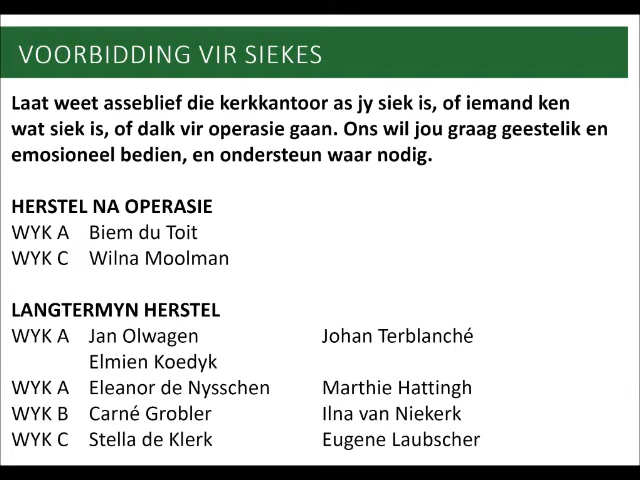 VOORBIDDING VIR SIEKES
Laat weet asseblief die kerkkantoor as jy siek is, of iemand ken
wat siek is, of dalk vir operasie gaan. Ons wil jou graag geestelik en
emosioneel bedien, en ondersteun waar nodig.
HERSTEL NA OPERASIE
WYK A Biem du Toit
WYK C Wilna Moolman
LANGTERMYN HERSTEL
WYK A Jan Olwagen Johan Terblanché
Elmien Koedyk
WYK A Eleanor de Nysschen Marthie Hattingh
WYK B Carné Grobler Ilna van Niekerk
WYK C Stella de Klerk Eugene Laubscher